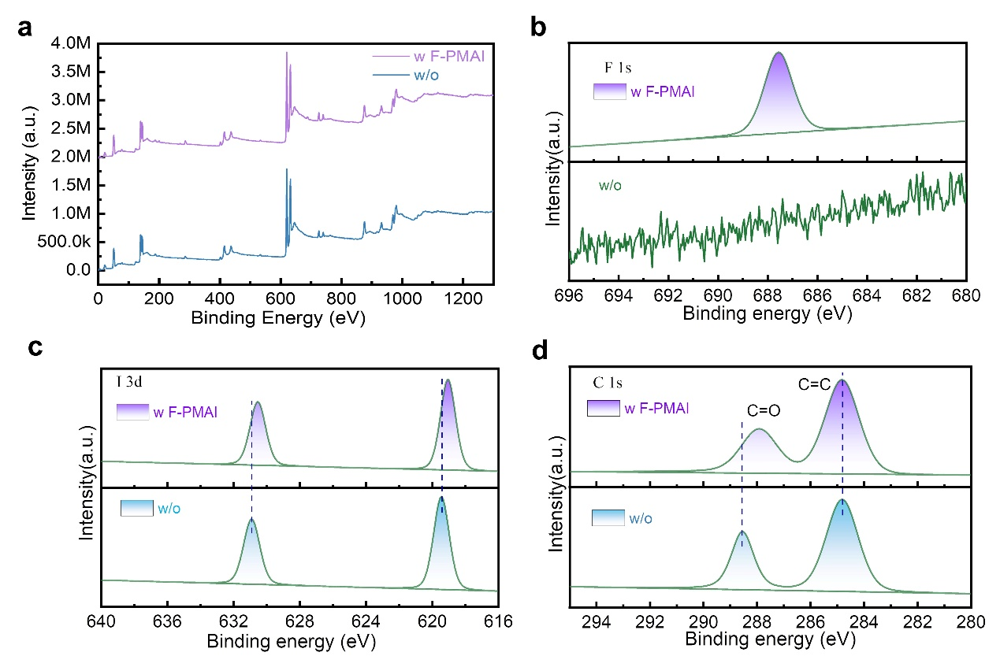 a
4.0M
3.5M
3.0M
2.5M
2.0M
1.5M
1.0M
500.0k
0.0
Intensity (a.u.)
w F-PMAI
w/o
0 200 400 600 800 1000 1200
Binding Energy (eV)
b
F 1s
w F-PMAI
w/o
Intensity(a.u.)
696 694 692 690 688 686 684 682 680
Binding energy (eV)
c
I 3d
w F-PMAI
w/o
Intensity(a.u.)
640 636 632 628 624 620 616
Binding energy (eV)
d
C 1s
C=C
w F-PMAI
C=O
w/o
Intensity(a.u.)
294 292 290 288 286 284 282 280
Binding energy (eV)